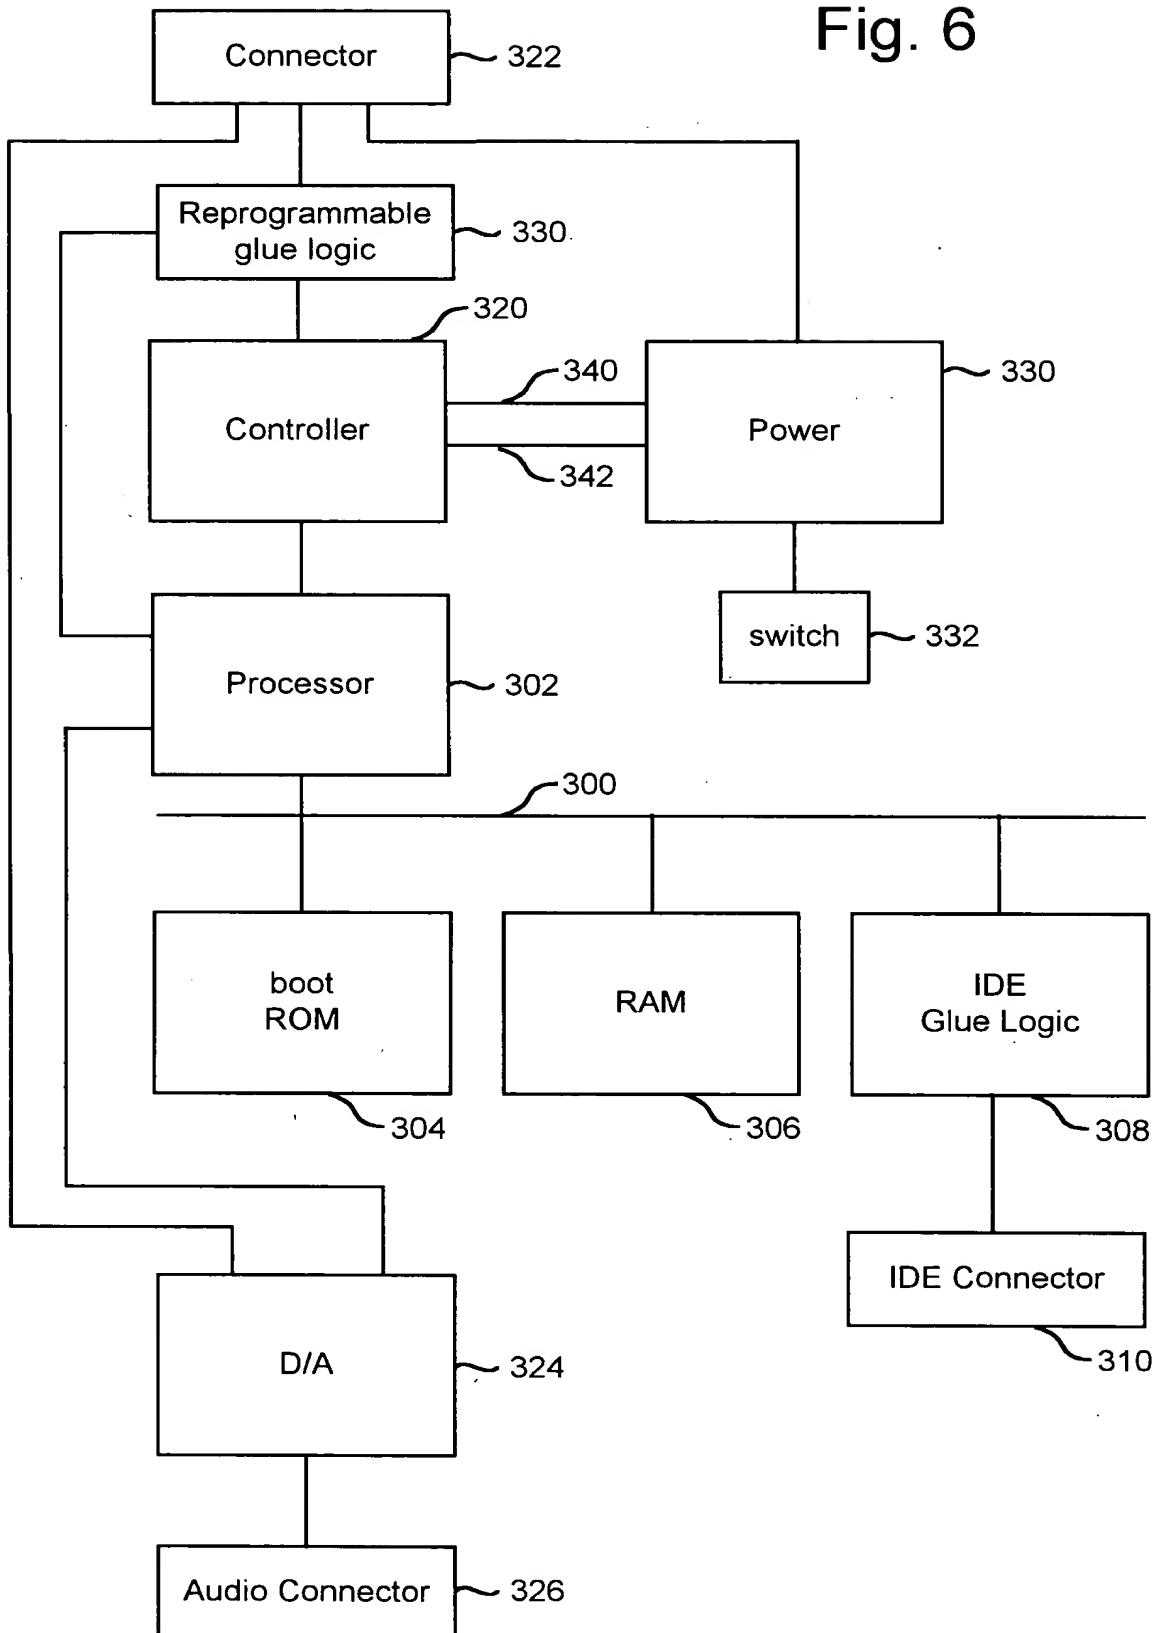 Fig. 6
Connector
322
Reprogrammable
glue logic
330
320
Controller
340
342
Power
330
switch
332
Processor
302
300
boot
ROM
304
RAM
306
IDE
Glue Logic
308
IDE Connector
310
D/A
324
Audio Connector
326